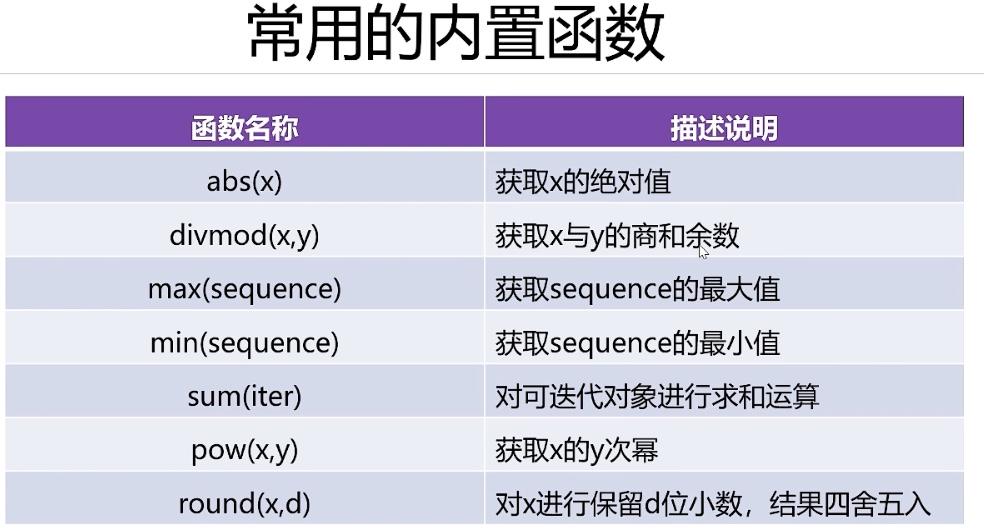 常用的内置函数
函数名称 描述说明
abs(x) 获取x的绝对值
divmod(x,y) 获取x与y的商和余数
max(sequence) 获取sequence的最大值
min(sequence) 获取sequence的最小值
sum(iter) 对可迭代对象进行求和运算
pow(x,y) 获取x的y次幂
round(x,d) 对x进行保留d位小数，结果四舍五入